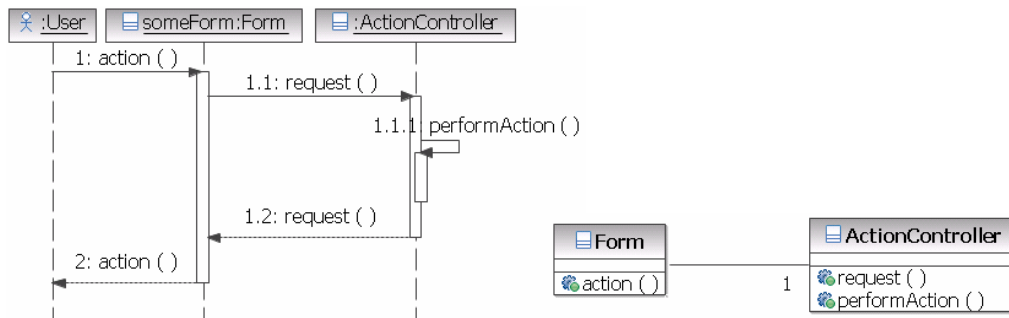 :User
someForm:Form
:ActionController
1: action ( )
1.1: request ( )
1.1.1: performAction ( )
1.2: request ( )
2: action ( )
Form
action ( )
1
ActionController
request ( )
performAction ( )